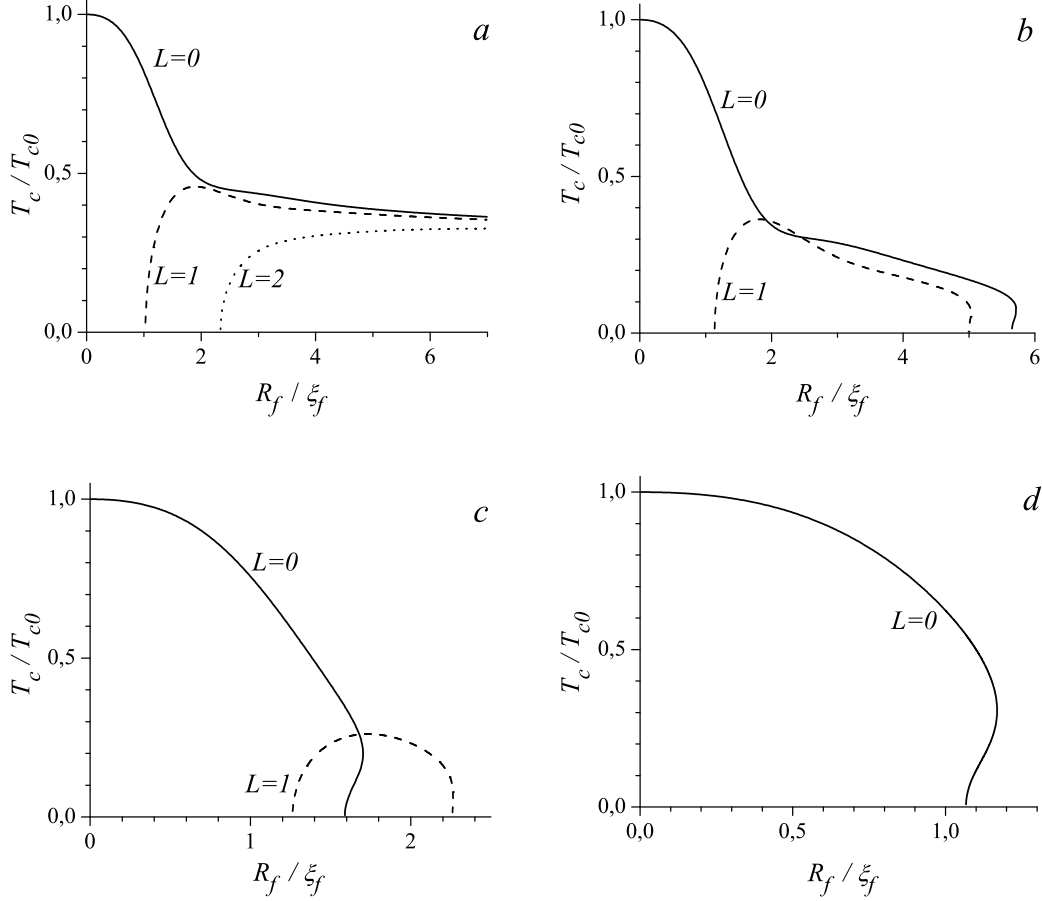 a
1,0
L=0
T_c / T_c0
0,5
L=1
L=2
0,0
0 2 4 6
R_f / ξ_f
b
1,0
L=0
T_c / T_c0
0,5
L=1
0,0
0 2 4 6
R_f / ξ_f
c
1,0
L=0
T_c / T_c0
0,5
L=1
0,0
0 1 2
R_f / ξ_f
d
1,0
L=0
T_c / T_c0
0,5
0,0
0,0 0,5 1,0
R_f / ξ_f